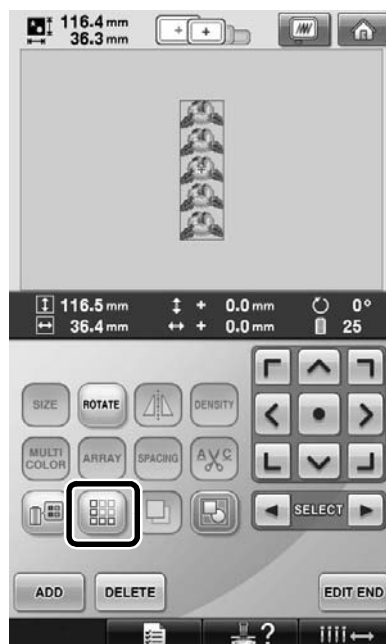 116.4 mm
36.3 mm
116.5 mm + 0.0 mm 0°
36.4 mm + 0.0 mm 25
SIZE ROTATE DENSITY
MULTI COLOR ARRAY SPACING A C
SELECT
ADD DELETE EDIT END
?